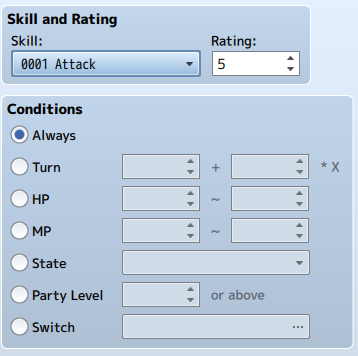 Skill and Rating
Skill: Rating:
0001 Attack 5
Conditions
Always
Turn + * X
HP ~
MP ~
State
Party Level or above
Switch ...